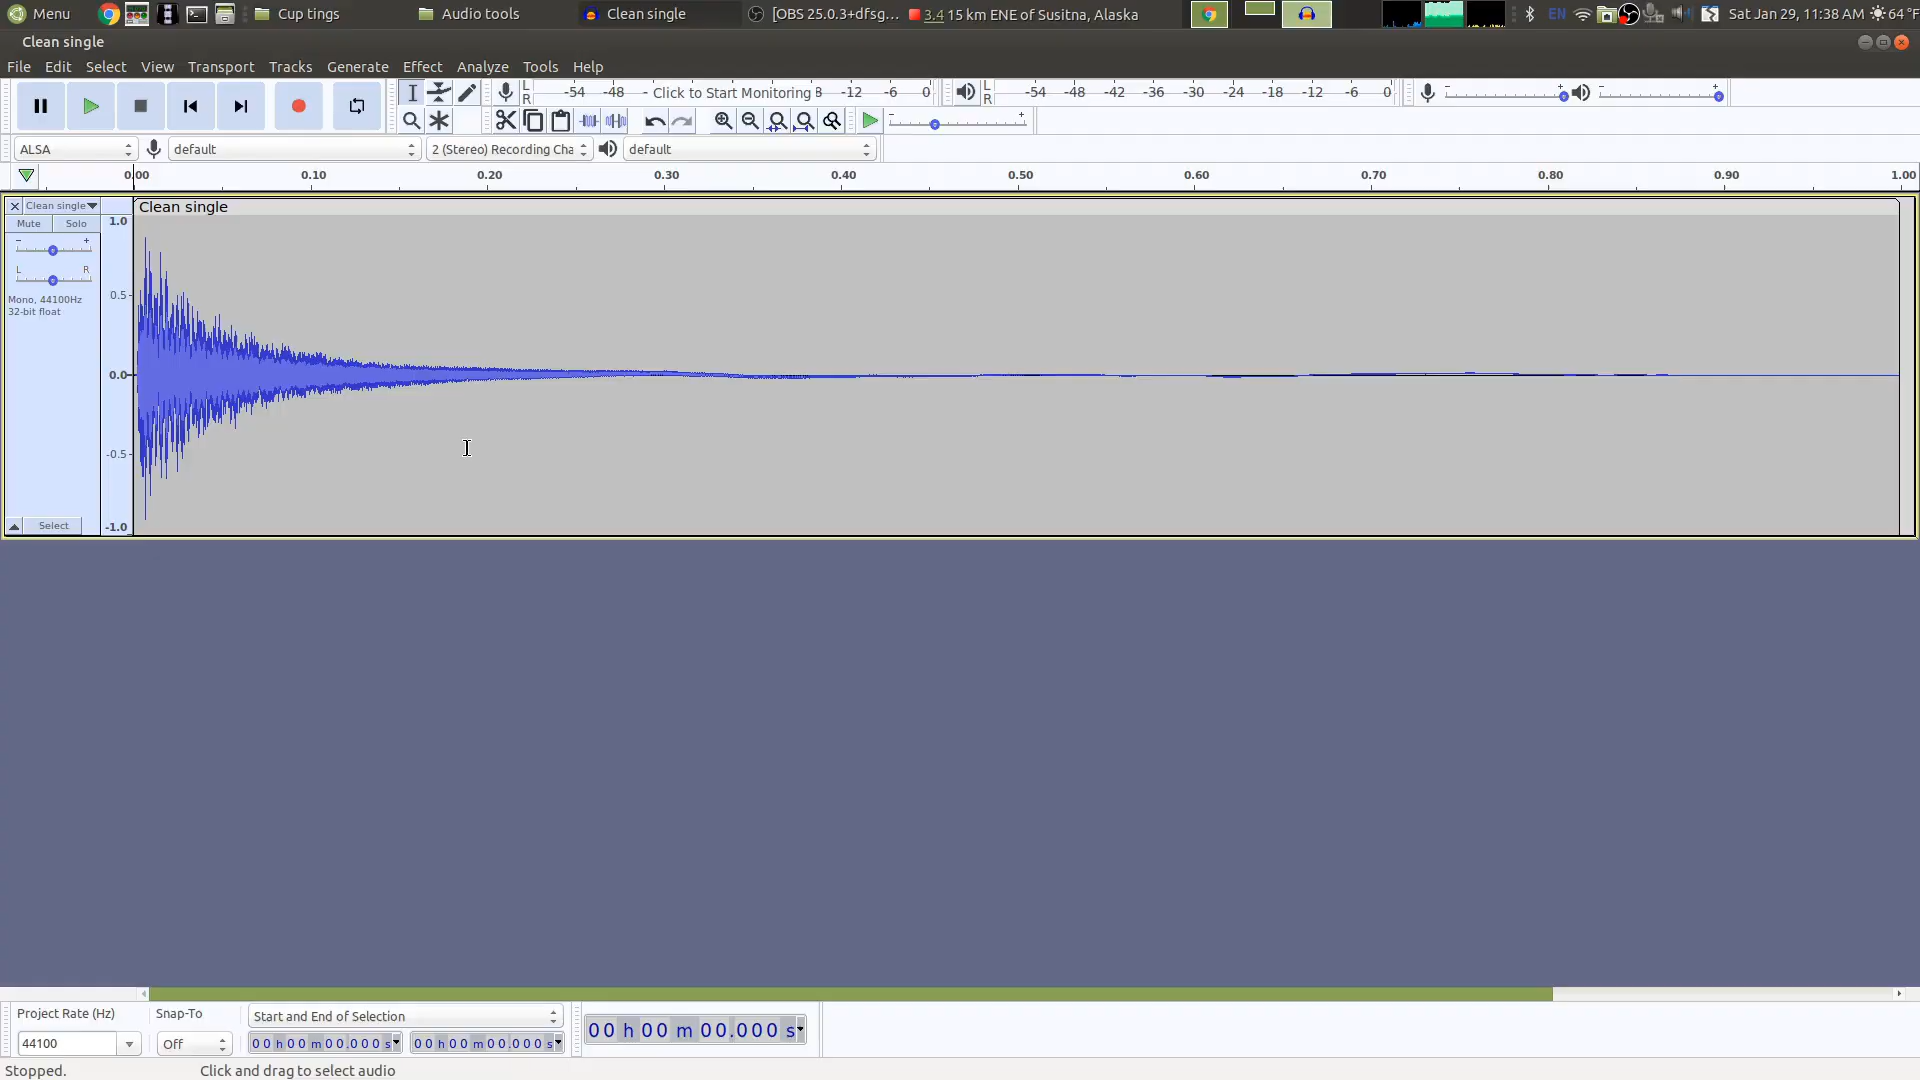 Menu Cup tings Audio tools Clean single [OBS 25.0.3+dfsg... 3.4 15 km ENE of Susitna, Alaska EN Sat Jan 29, 11:38 AM 64 °F
Clean single
File Edit Select View Transport Tracks Generate Effect Analyze Tools Help
L R -54 -48 - Click to Start Monitoring 8 -12 -6 0 L R -54 -48 -42 -36 -30 -24 -18 -12 -6 0 - + - +
- +
ALSA default 2 (Stereo) Recording Cha default
0.00 0.10 0.20 0.30 0.40 0.50 0.60 0.70 0.80 0.90 1.00
Clean single Clean single
Mute Solo 1.0
- +
L R
Mono, 44100Hz 0.5
32-bit float
0.0
-0.5
Select -1.0
Project Rate (Hz) Snap-To Start and End of Selection
44100 Off 00 h 00 m 00.000 s 00 h 00 m 00.000 s 00 h 00 m 00.000 s
Stopped. Click and drag to select audio